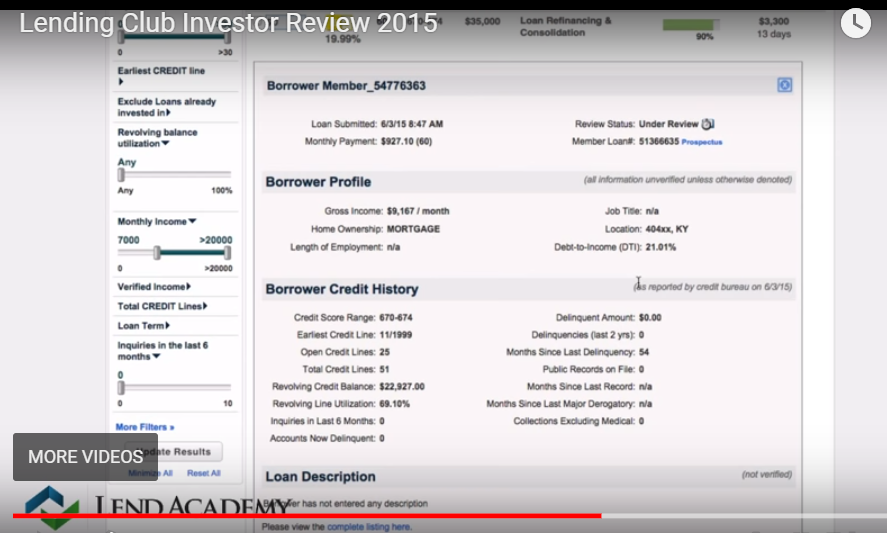 Lending Club Investor Review 2015
19.99%
$35,000
Loan Refinancing &
Consolidation
90%
$3,300
13 days
0 >30
Earliest CREDIT line
Exclude Loans already
invested in
Revolving balance
utilization
Any
Any 100%
Monthly Income
7000 >20000
0 >20000
Verified Income
Total CREDIT Lines
Loan Term
Inquiries in the last 6
months
0
0 10
More Filters »
Update Results
Minimize All Reset All
Borrower Member_54776363
Loan Submitted: 6/3/15 8:47 AM Review Status: Under Review
Monthly Payment: $927.10 (60) Member Loan#: 51366635 Prospectus
Borrower Profile (all information unverified unless otherwise denoted)
Gross Income: $9,167 / month Job Title: n/a
Home Ownership: MORTGAGE Location: 404xx, KY
Length of Employment: n/a Debt-to-Income (DTI): 21.01%
Borrower Credit History (as reported by credit bureau on 6/3/15)
Credit Score Range: 670-674 Delinquent Amount: $0.00
Earliest Credit Line: 11/1999 Delinquencies (last 2 yrs): 0
Open Credit Lines: 25 Months Since Last Delinquency: 54
Total Credit Lines: 51 Public Records on File: 0
Revolving Credit Balance: $22,927.00 Months Since Last Record: n/a
Revolving Line Utilization: 69.10% Months Since Last Major Derogatory: n/a
Inquiries in Last 6 Months: 0 Collections Excluding Medical: 0
Accounts Now Delinquent: 0
Loan Description (not verified)
Borrower has not entered any description
Please view the complete listing here.
MORE VIDEOS
LEND ACADEMY